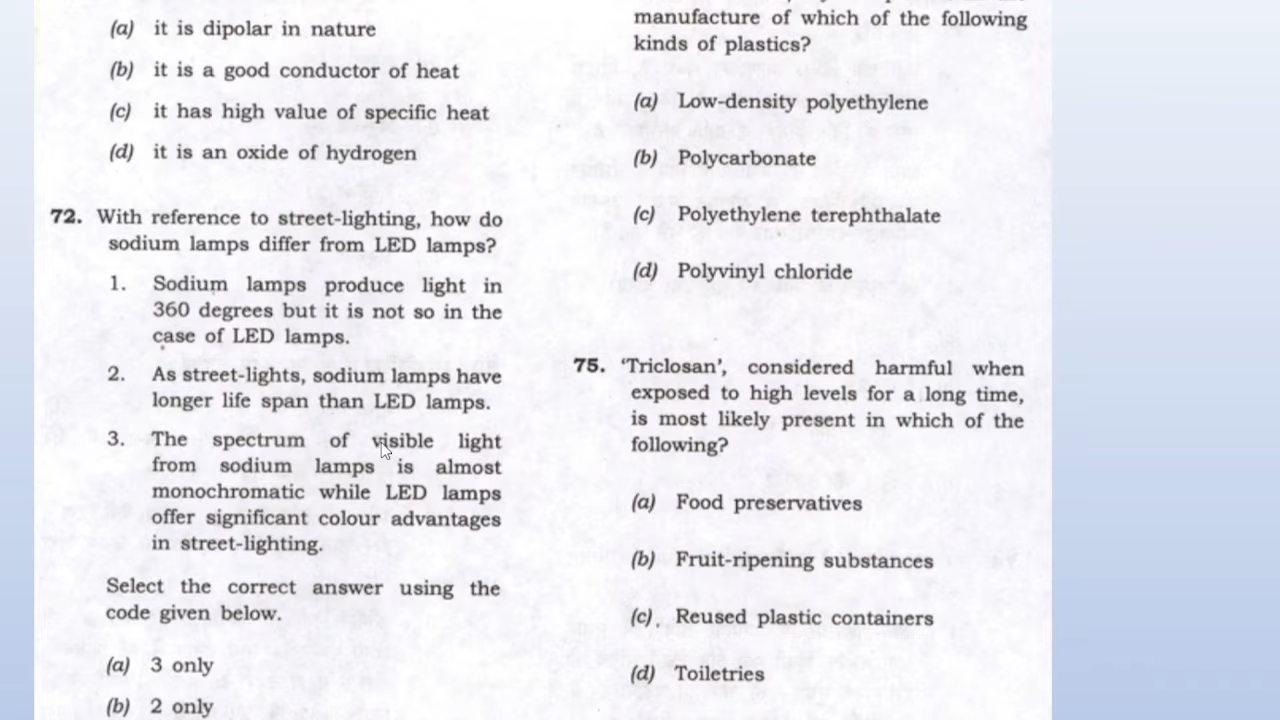 (a) it is dipolar in nature
(b) it is a good conductor of heat
(c) it has high value of specific heat
(d) it is an oxide of hydrogen
72. With reference to street-lighting, how do
sodium lamps differ from LED lamps?
1. Sodium lamps produce light in
360 degrees but it is not so in the
case of LED lamps.
2. As street-lights, sodium lamps have
longer life span than LED lamps.
3. The spectrum of visible light
from sodium lamps is almost
monochromatic while LED lamps
offer significant colour advantages
in street-lighting.
Select the correct answer using the
code given below.
(a) 3 only
(b) 2 only
manufacture of which of the following
kinds of plastics?
(a) Low-density polyethylene
(b) Polycarbonate
(c) Polyethylene terephthalate
(d) Polyvinyl chloride
75. 'Triclosan', considered harmful when
exposed to high levels for a long time,
is most likely present in which of the
following?
(a) Food preservatives
(b) Fruit-ripening substances
(c) Reused plastic containers
(d) Toiletries